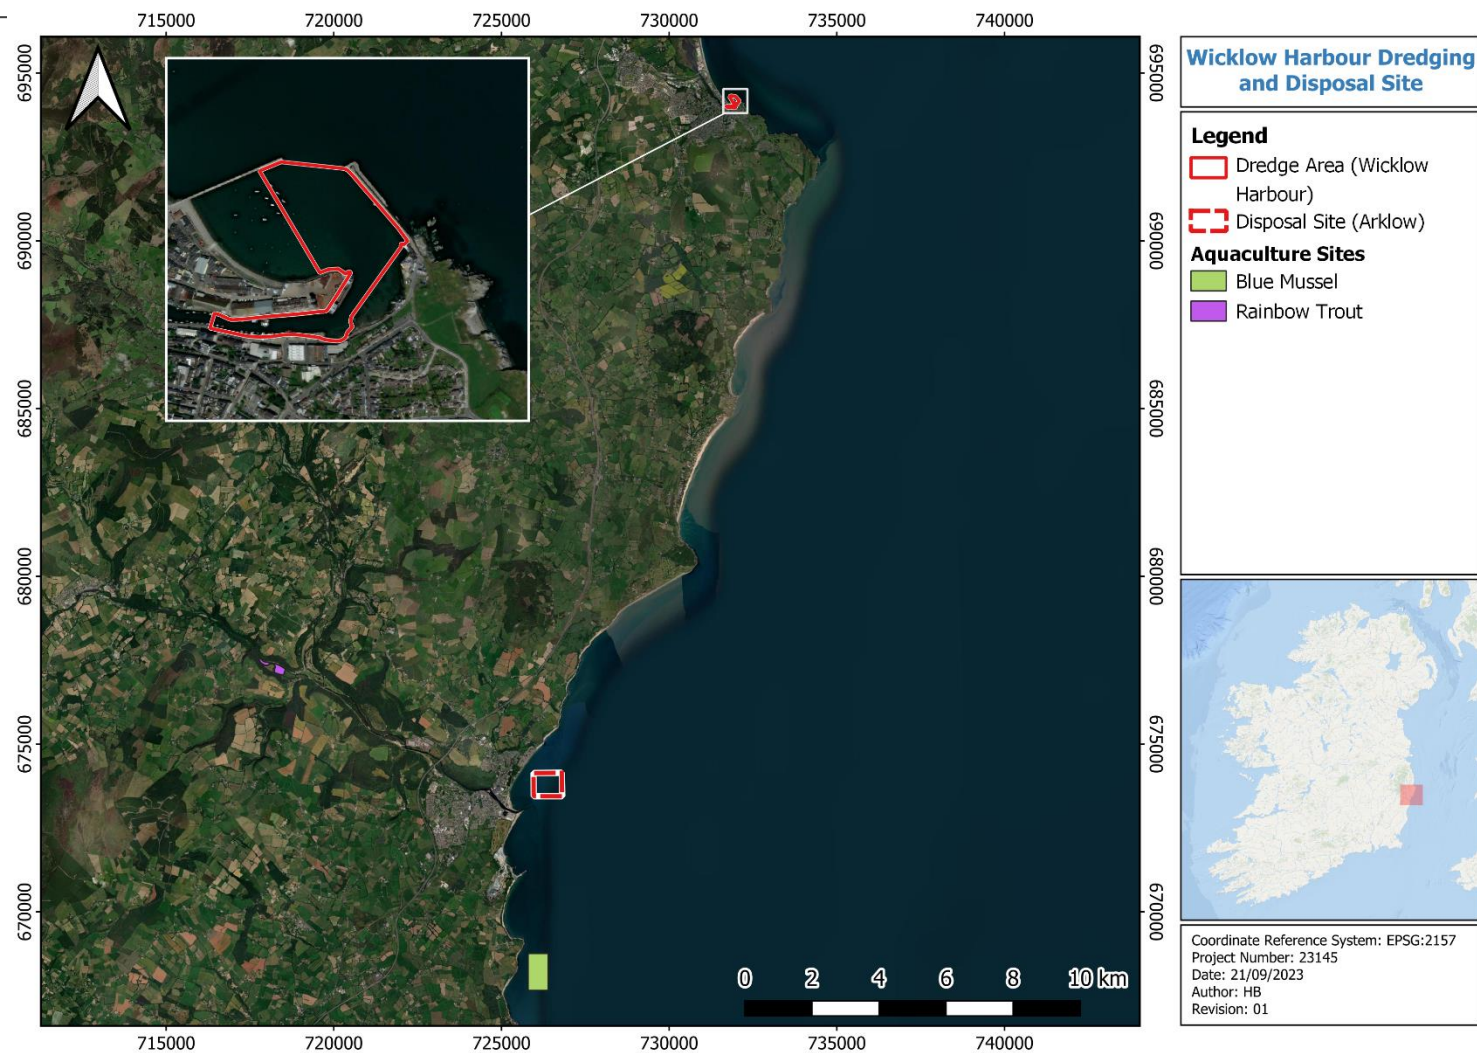 715000 720000 725000 730000 735000 740000
695000
690000
685000
680000
675000
670000
695000
690000
685000
680000
675000
670000
0 2 4 6 8 10 km
715000 720000 725000 730000 735000 740000
Wicklow Harbour Dredging
and Disposal Site
Legend
Dredge Area (Wicklow
Harbour)
Disposal Site (Arklow)
Aquaculture Sites
Blue Mussel
Rainbow Trout
Coordinate Reference System: EPSG:2157
Project Number: 23145
Date: 21/09/2023
Author: HB
Revision: 01